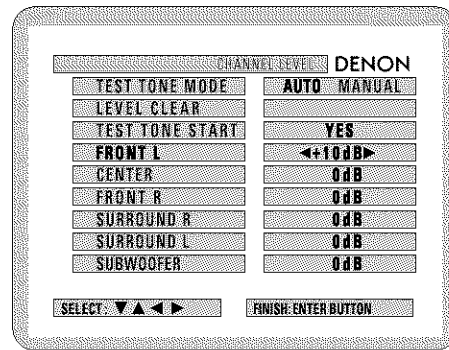 CHANNEL LEVEL DENON
TEST TONE MODE AUTO MANUAL
LEVEL CLEAR
TEST TONE START YES
FRONT L ◀+10dB▶
CENTER 0dB
FRONT R 0dB
SURROUND R 0dB
SURROUND L 0dB
SUBWOOFER 0dB
SELECT: ▼ ▲ ◀ ▶ FINISH: ENTER BUTTON